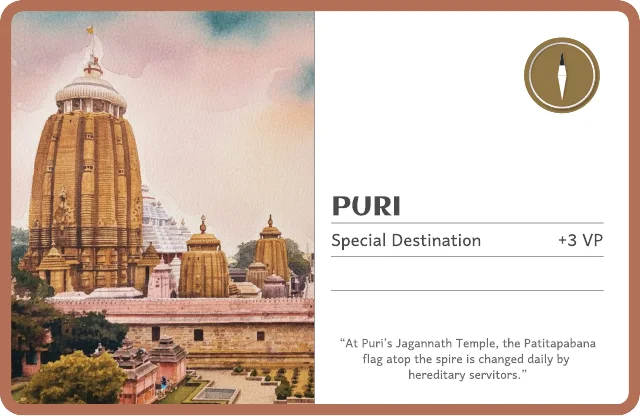 PURI
Special Destination +3 VP
“At Puri’s Jagannath Temple, the Patitapabana
flag atop the spire is changed daily by
hereditary servitors.”